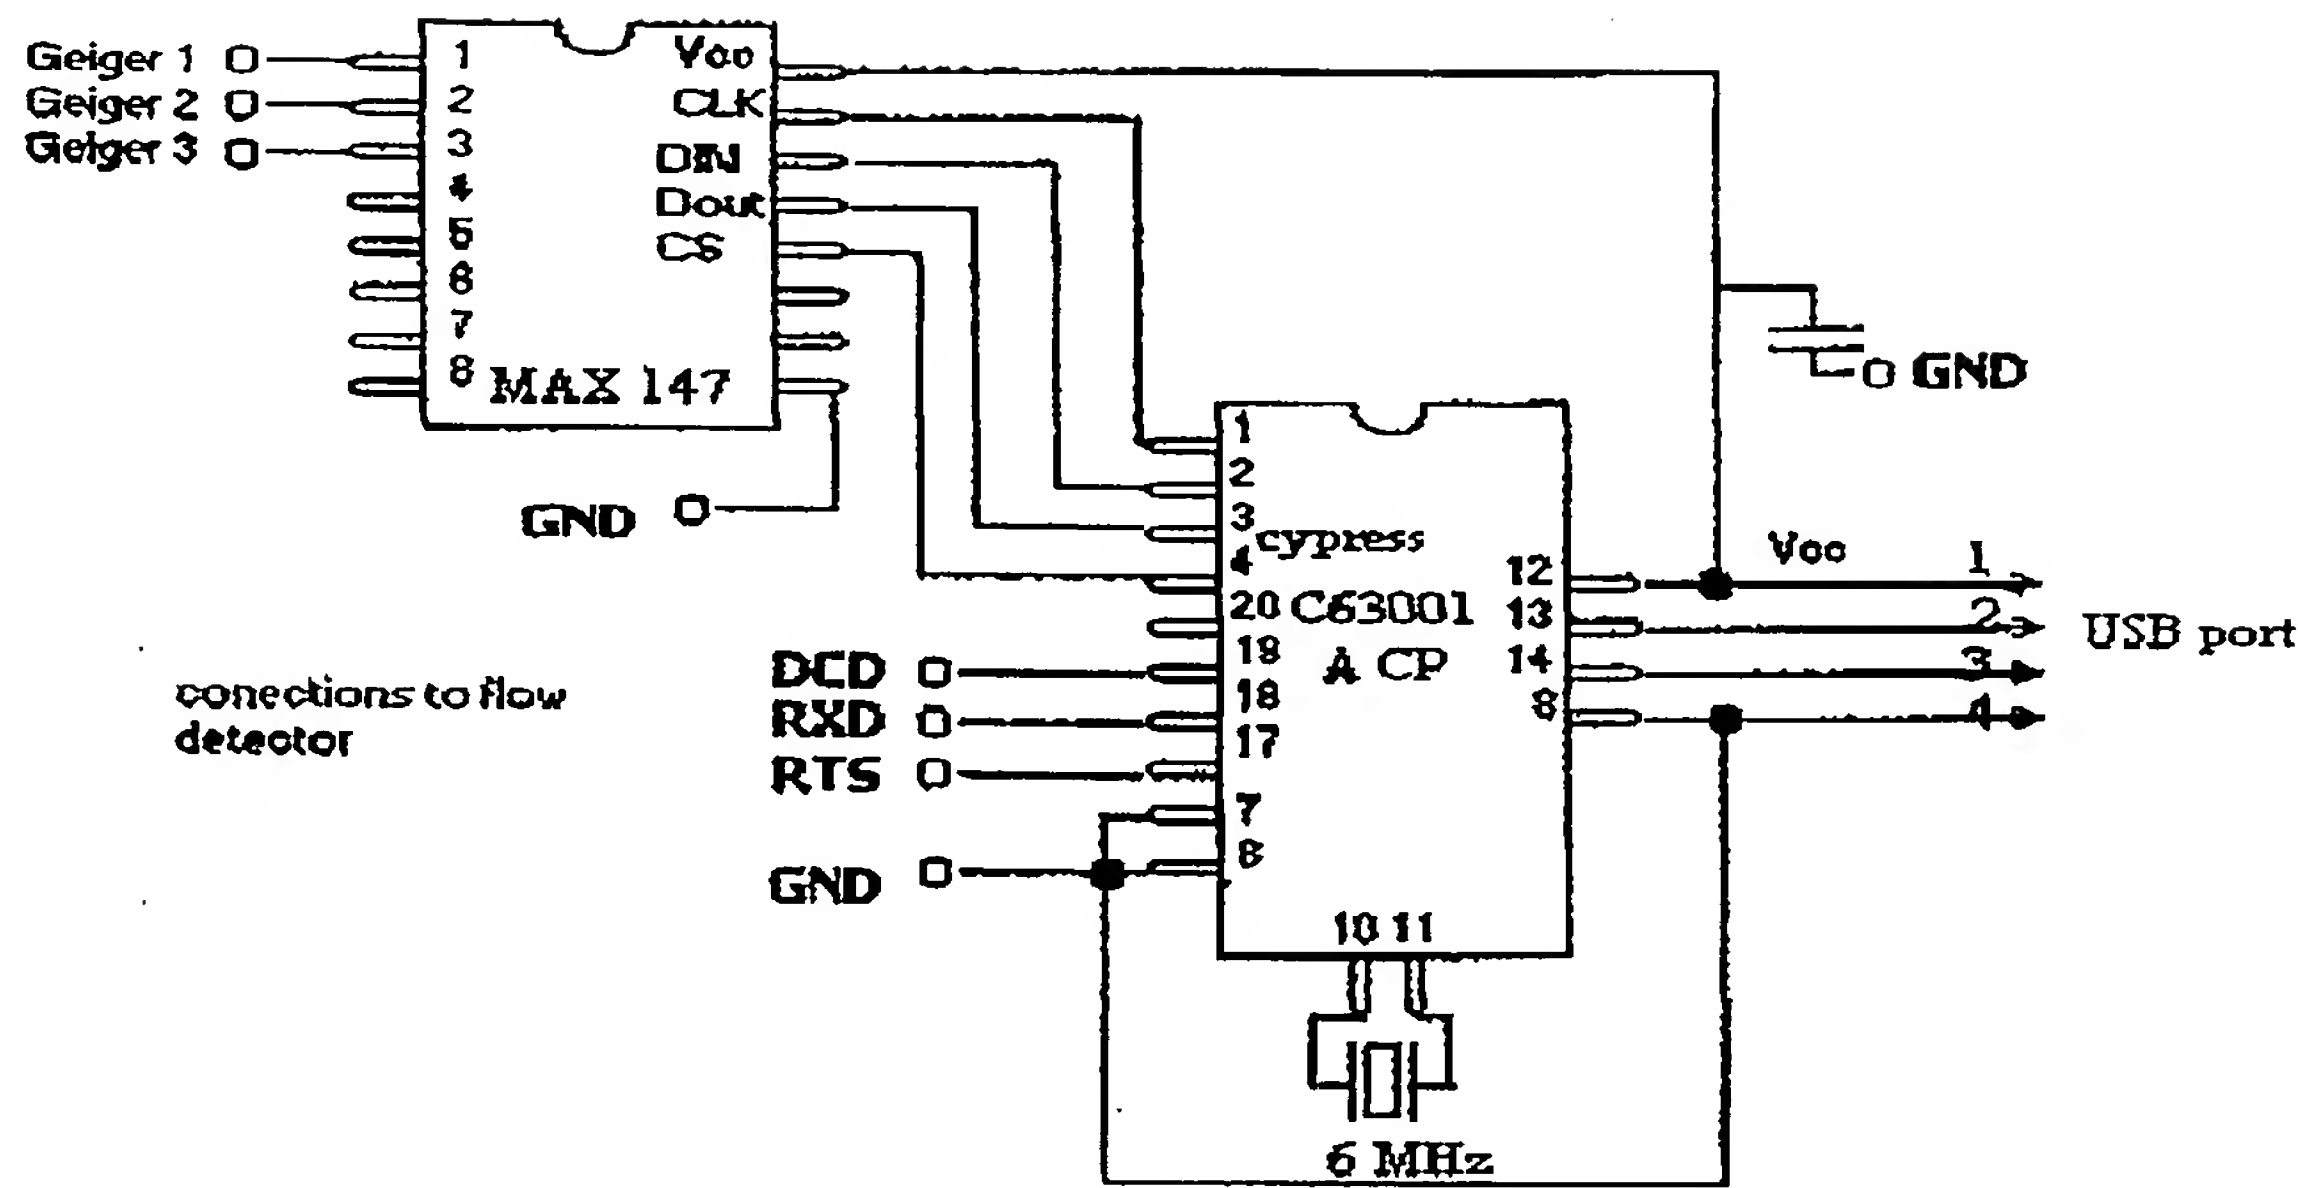 Geiger 1
Geiger 2
Geiger 3
1
2
3
4
5
6
7
8
CLK
DIN
Dout
CS
MAX 147
GND
GND
1
2
3
4
20
19
18
17
7
8
cypress
C63001
A CP
12
13
14
8
10 11
Vcc
1
2
3
4
USB port
conections to flow
detector
DCD
RXD
RTS
GND
6 MHz